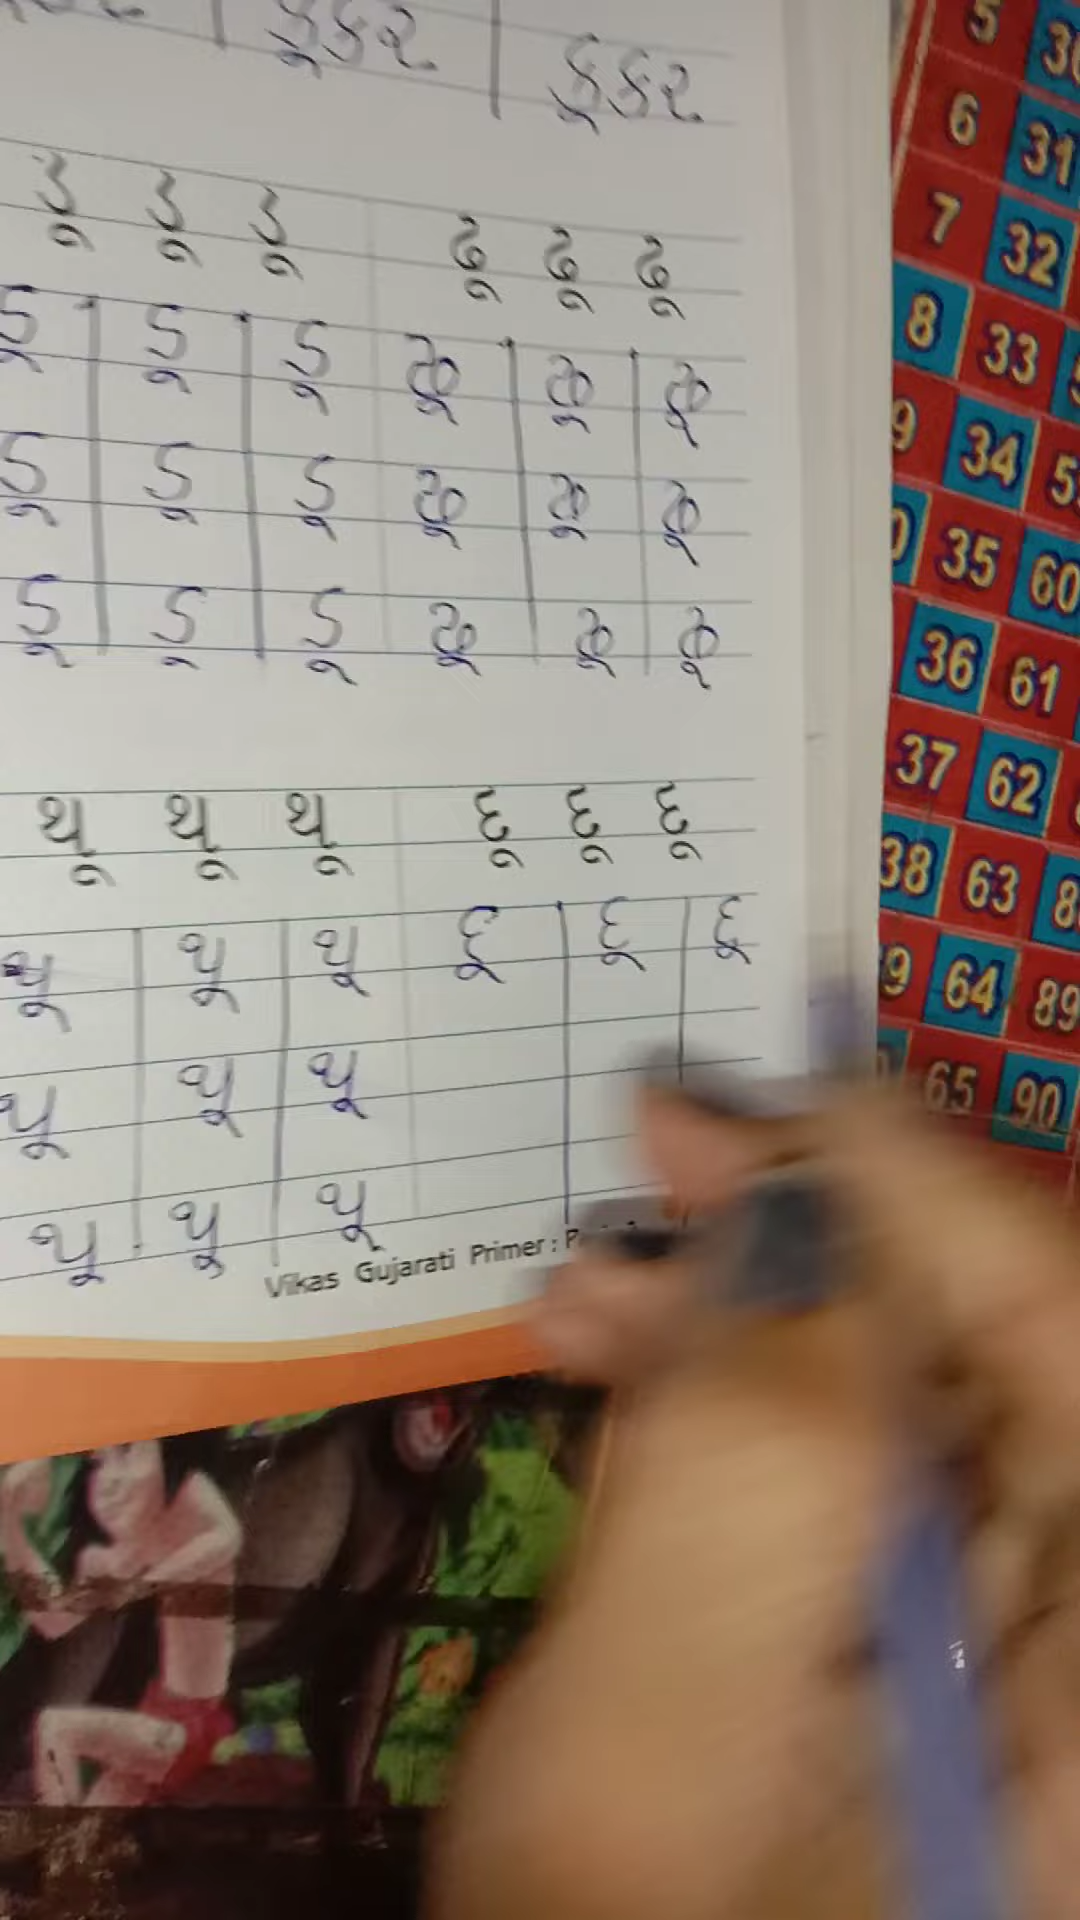 કુકર કુકર
ડૂ ડૂ ડૂ ઢૂ ઢૂ ઢૂ
ડૂ ડૂ ડૂ ઢૂ ઢૂ ઢૂ
ડૂ ડૂ ડૂ ઢૂ ઢૂ ઢૂ
ડૂ ડૂ ડૂ ઢૂ ઢૂ ઢૂ
થૂ થૂ થૂ દૂ દૂ દૂ
થૂ થૂ થૂ દૂ દૂ દૂ
થૂ થૂ થૂ
થૂ થૂ થૂ
Vikas Gujarati Primer :
5
6 31
7 32
8 33
9 34
35 60
36 61
37 62
38 63
64 89
65 90